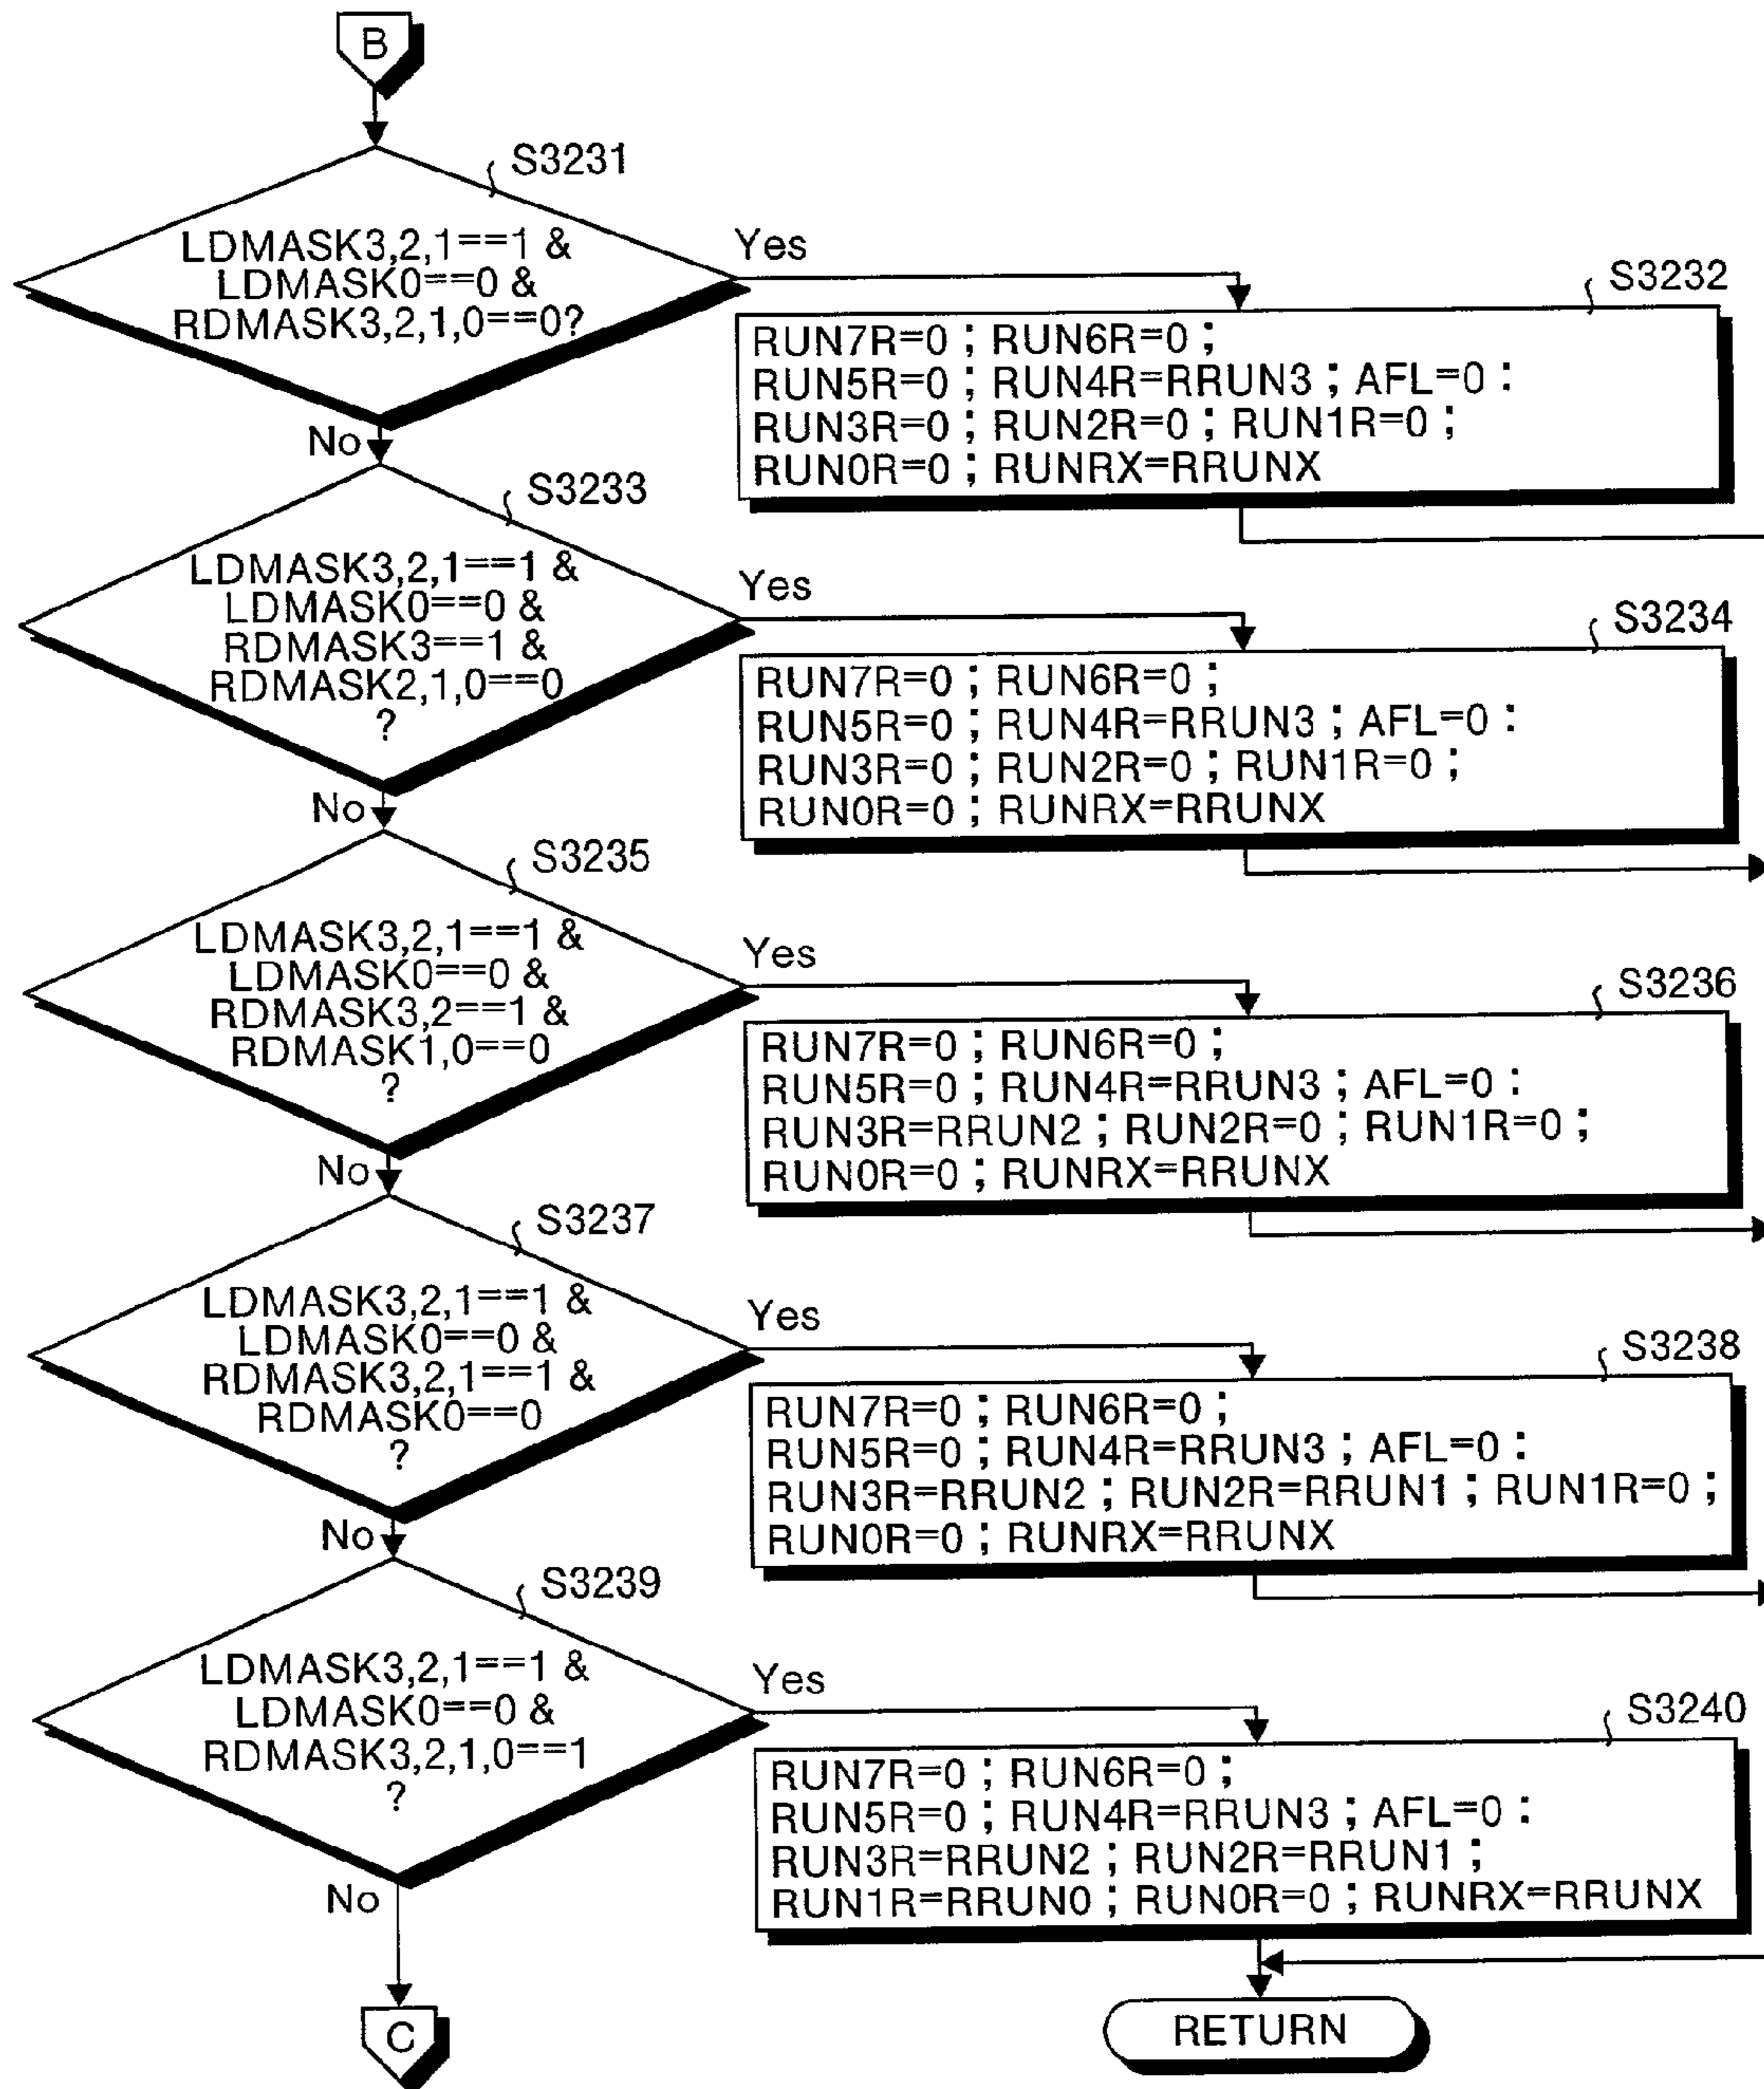 B
S3231
LDMASK3,2,1==1 &
LDMASK0==0 &
RDMASK3,2,1,0==0?
Yes
No
S3232
RUN7R=0 ; RUN6R=0 ;
RUN5R=0 ; RUN4R=RRUN3 ; AFL=0 :
RUN3R=0 ; RUN2R=0 ; RUN1R=0 ;
RUN0R=0 ; RUNRX=RRUNX
S3233
LDMASK3,2,1==1 &
LDMASK0==0 &
RDMASK3==1 &
RDMASK2,1,0==0
?
Yes
No
S3234
RUN7R=0 ; RUN6R=0 ;
RUN5R=0 ; RUN4R=RRUN3 ; AFL=0 :
RUN3R=0 ; RUN2R=0 ; RUN1R=0 ;
RUN0R=0 ; RUNRX=RRUNX
S3235
LDMASK3,2,1==1 &
LDMASK0==0 &
RDMASK3,2==1 &
RDMASK1,0==0
?
Yes
No
S3236
RUN7R=0 ; RUN6R=0 ;
RUN5R=0 ; RUN4R=RRUN3 ; AFL=0 :
RUN3R=RRUN2 ; RUN2R=0 ; RUN1R=0 ;
RUN0R=0 ; RUNRX=RRUNX
S3237
LDMASK3,2,1==1 &
LDMASK0==0 &
RDMASK3,2,1==1 &
RDMASK0==0
?
Yes
No
S3238
RUN7R=0 ; RUN6R=0 ;
RUN5R=0 ; RUN4R=RRUN3 ; AFL=0 :
RUN3R=RRUN2 ; RUN2R=RRUN1 ; RUN1R=0 ;
RUN0R=0 ; RUNRX=RRUNX
S3239
LDMASK3,2,1==1 &
LDMASK0==0 &
RDMASK3,2,1,0==1
?
Yes
No
S3240
RUN7R=0 ; RUN6R=0 ;
RUN5R=0 ; RUN4R=RRUN3 ; AFL=0 :
RUN3R=RRUN2 ; RUN2R=RRUN1 ;
RUN1R=RRUN0 ; RUN0R=0 ; RUNRX=RRUNX
C
RETURN